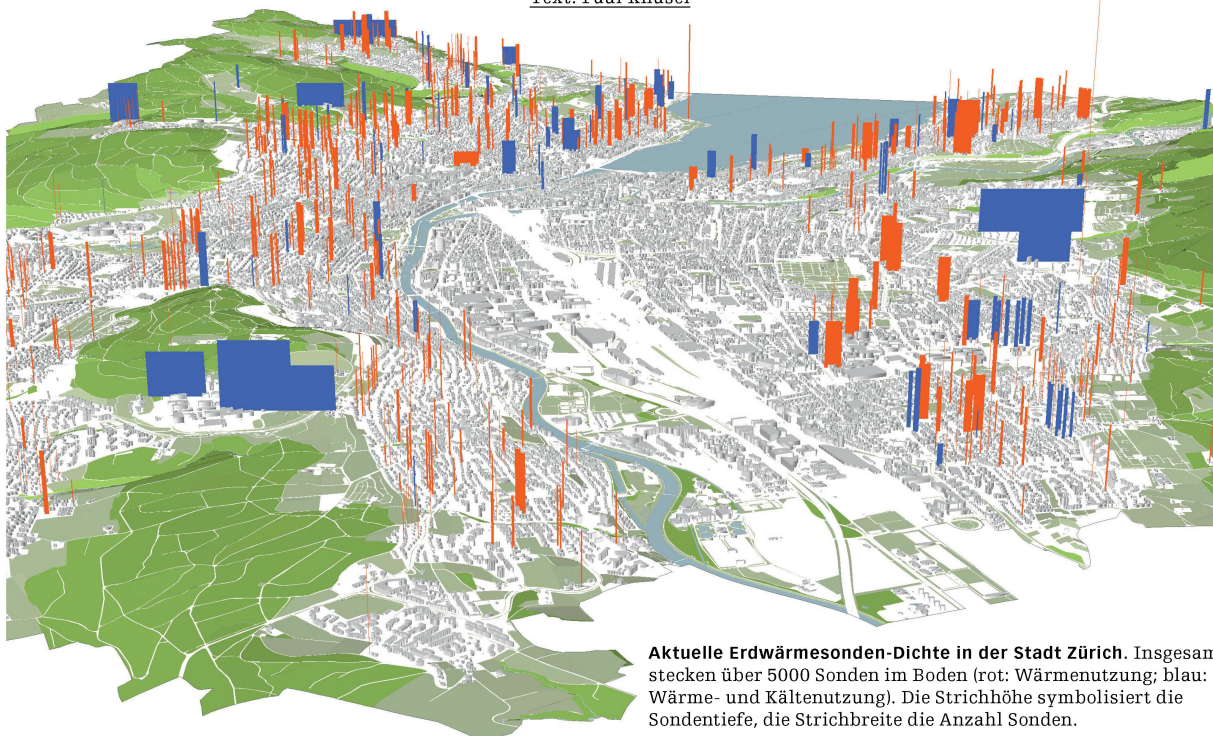 Text: Paul Knüsel
Aktuelle Erdwärmesonden-Dichte in der Stadt Zürich. Insgesam
stecken über 5000 Sonden im Boden (rot: Wärmenutzung; blau:
Wärme- und Kältenutzung). Die Strichhöhe symbolisiert die
Sondentiefe, die Strichbreite die Anzahl Sonden.